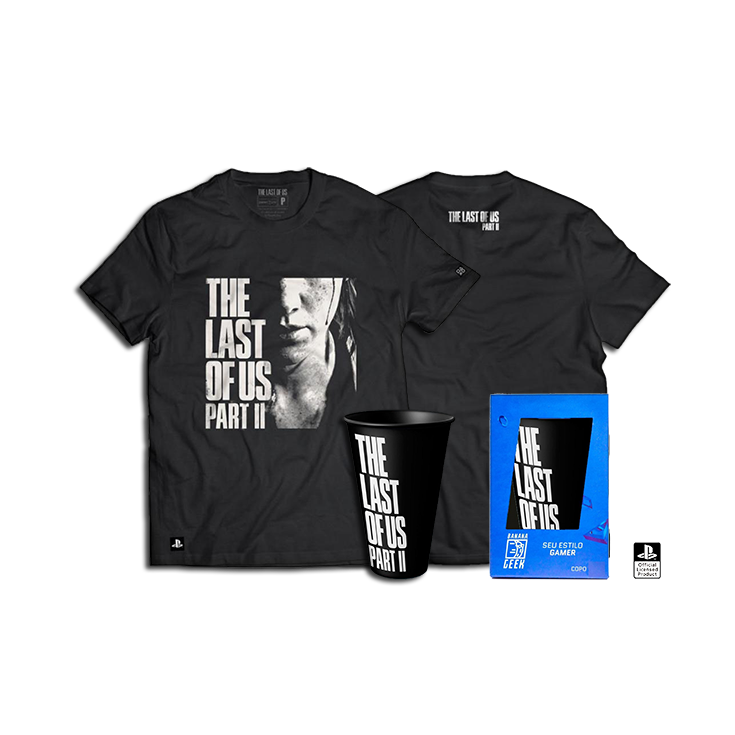 THE LAST OF US
P
THE
LAST
OF US
PART II
THE LAST OF US
PART II
THE
LAST
OF US
PART II
THE
LAST
OF US
BANANA
GEEK
SEU ESTILO
GAMER
COPO
Official
Licensed
Product